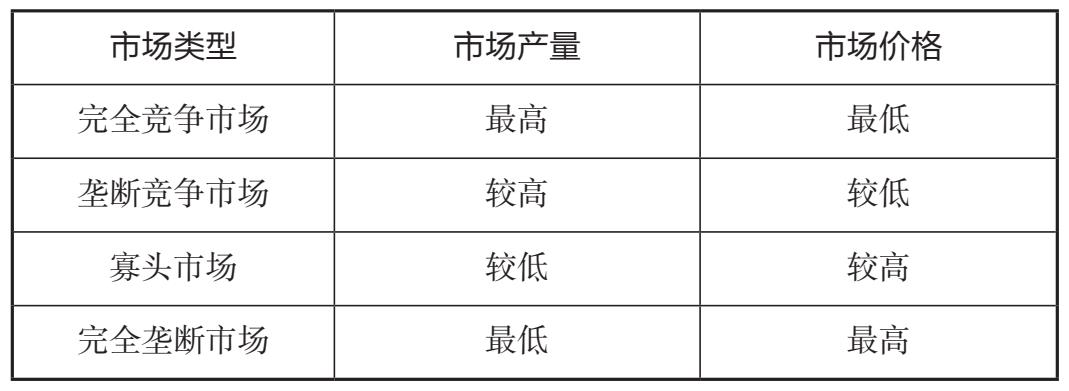 市场类型 市场产量 市场价格
完全竞争市场 最高 最低
垄断竞争市场 较高 较低
寡头市场 较低 较高
完全垄断市场 最低 最高